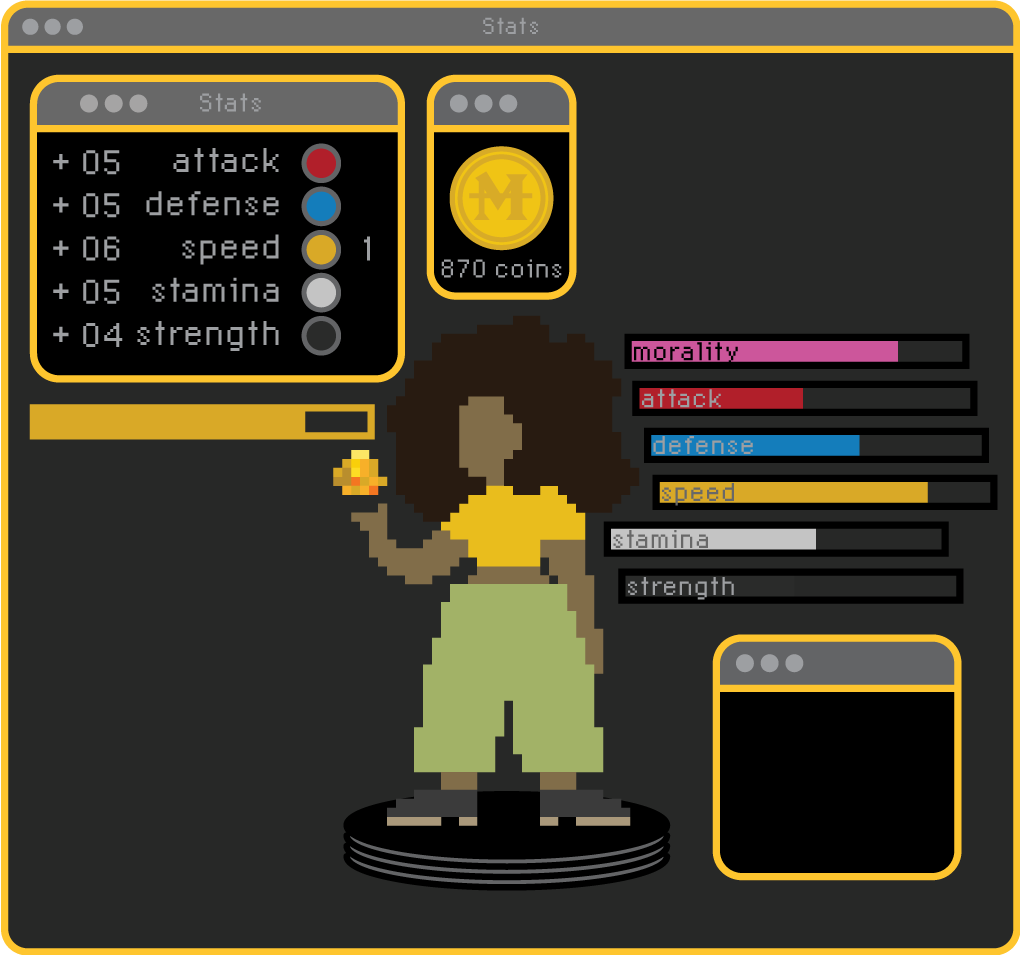 Stats
Stats
+ 05 attack
+ 05 defense
+ 06 speed 1
+ 05 stamina
+ 04 strength
M
870 coins
morality
attack
defense
speed
stamina
strength